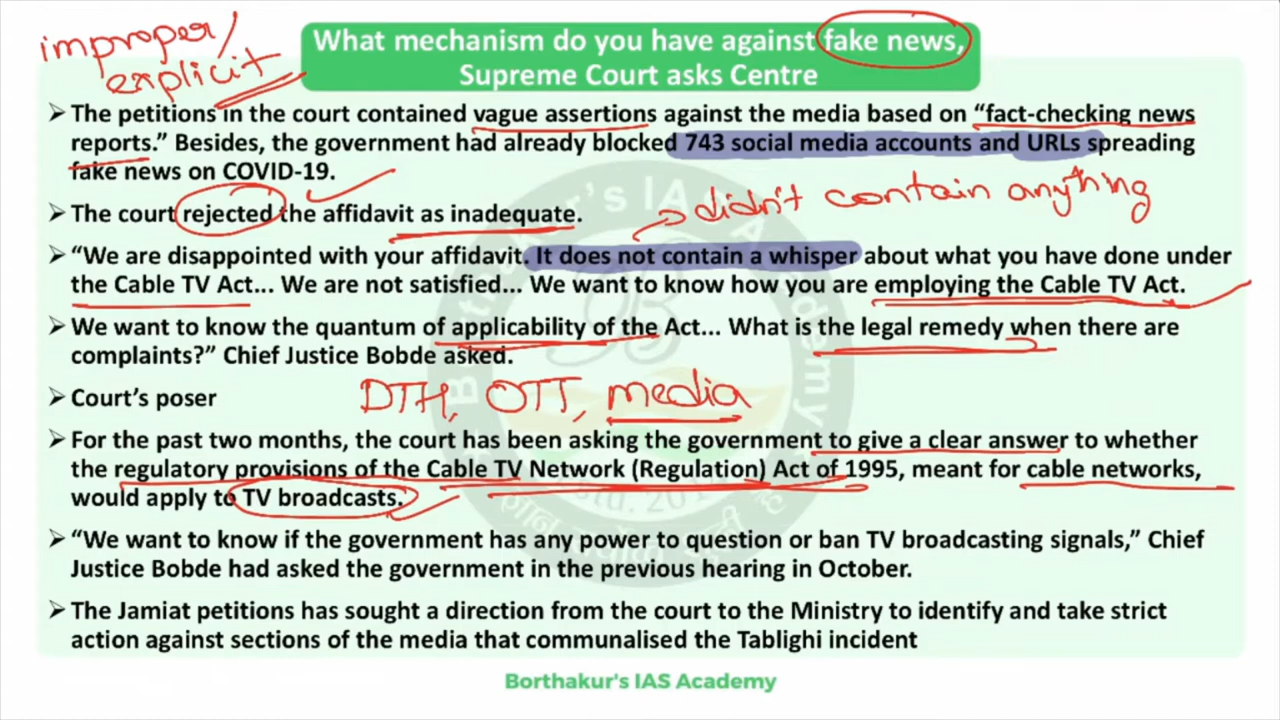 improper/
explicit
What mechanism do you have against fake news,
Supreme Court asks Centre
➢ The petitions in the court contained vague assertions against the media based on “fact-checking news
reports.” Besides, the government had already blocked 743 social media accounts and URLs spreading
fake news on COVID-19.
➢ The court rejected the affidavit as inadequate.
didn't contain anything
➢ “We are disappointed with your affidavit. It does not contain a whisper about what you have done under
the Cable TV Act... We are not satisfied... We want to know how you are employing the Cable TV Act.
➢ We want to know the quantum of applicability of the Act... What is the legal remedy when there are
complaints?” Chief Justice Bobde asked.
➢ Court’s poser
DTH, OTT, media
➢ For the past two months, the court has been asking the government to give a clear answer to whether
the regulatory provisions of the Cable TV Network (Regulation) Act of 1995, meant for cable networks,
would apply to TV broadcasts.
➢ “We want to know if the government has any power to question or ban TV broadcasting signals,” Chief
Justice Bobde had asked the government in the previous hearing in October.
➢ The Jamiat petitions has sought a direction from the court to the Ministry to identify and take strict
action against sections of the media that communalised the Tablighi incident
Borthakur's IAS Academy